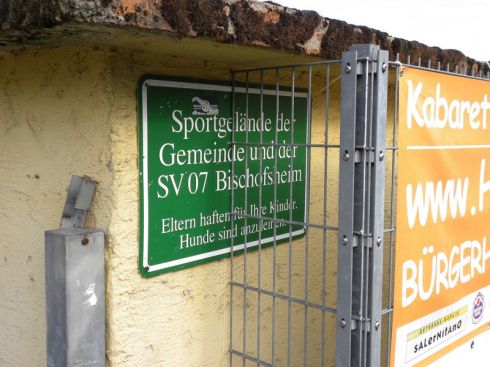 Sportgelände der
Gemeinde und der
SV 07 Bischofsheim
Eltern haften für Ihre Kinder.
Hunde sind anzuleinen.
Kabaret
www.H
BÜRGERH
SALERNITANO